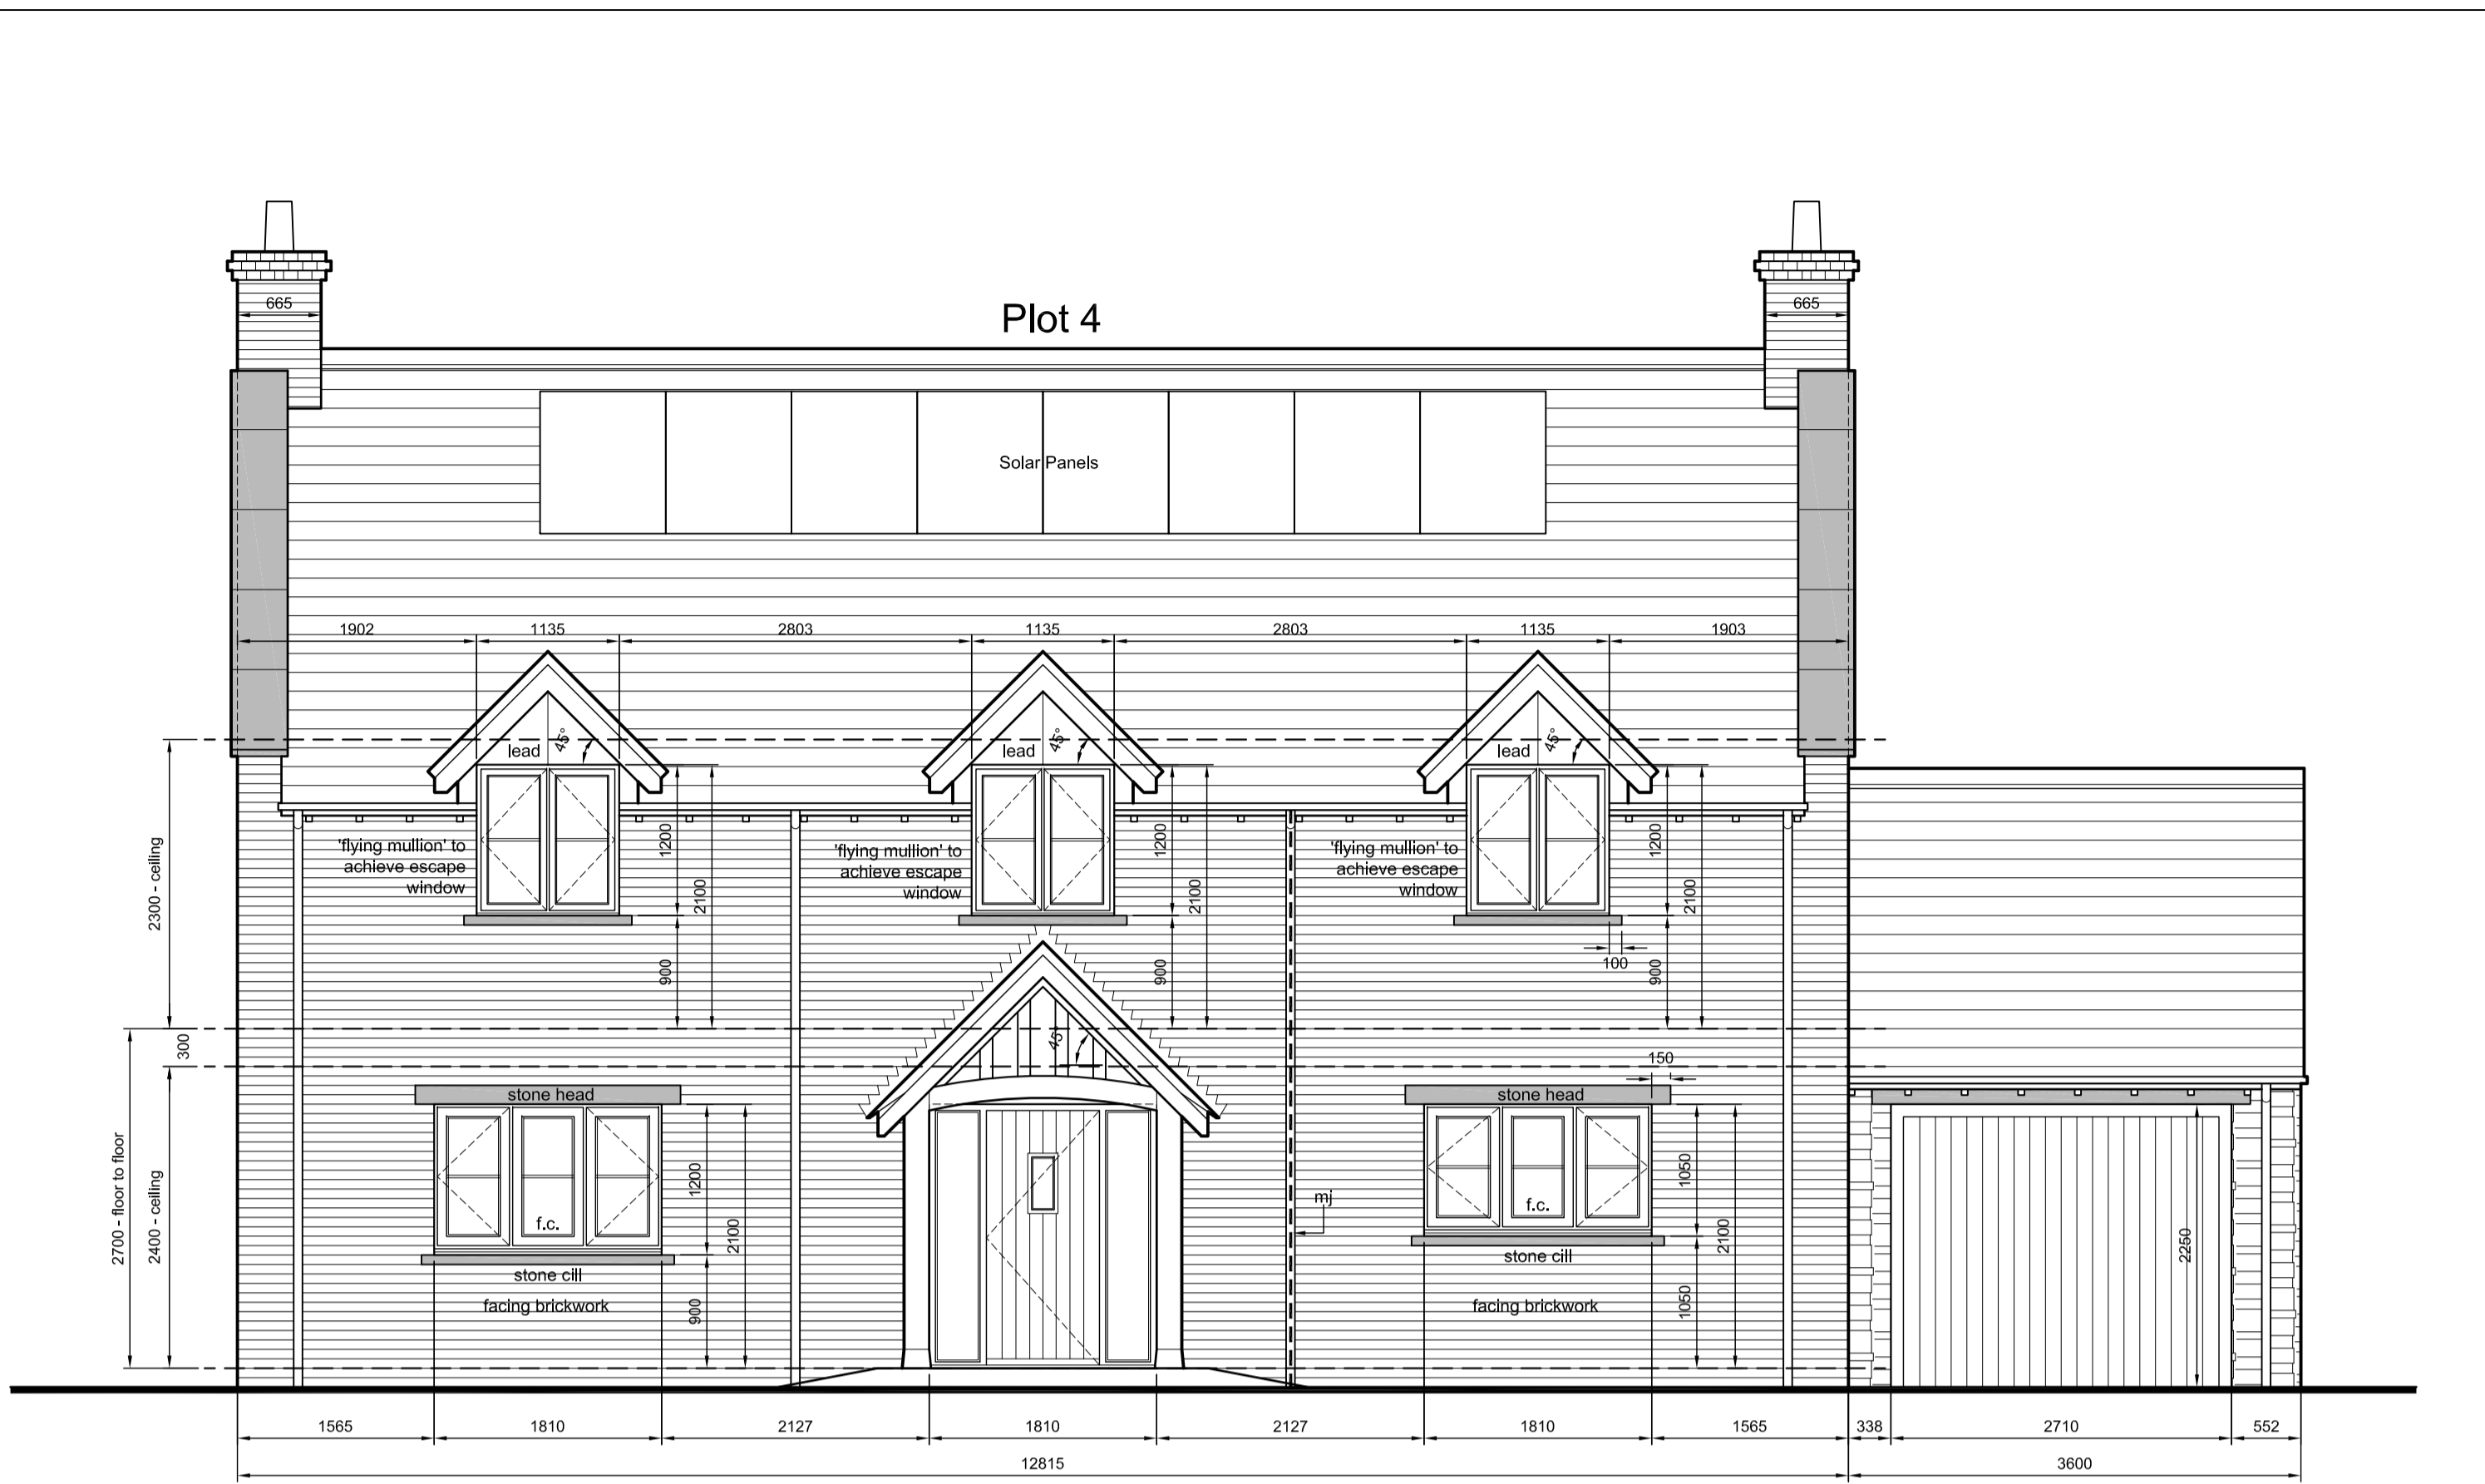 665
665
Plot 4
Solar Panels
1902
1135
2803
1135
2803
1135
1903
lead
45°
lead
45°
lead
45°
2300 - ceiling
'flying mullion' to
achieve escape
window
1200
2100
900
'flying mullion' to
achieve escape
window
1200
2100
900
'flying mullion' to
achieve escape
window
1200
2100
900
100
300
2700 - floor to floor
2400 - ceiling
45°
150
stone head
f.c.
1200
2100
900
stone cill
facing brickwork
mj
stone head
f.c.
1050
2100
1050
stone cill
facing brickwork
2250
1565
1810
2127
1810
2127
1810
1565
338
2710
552
12815
3600